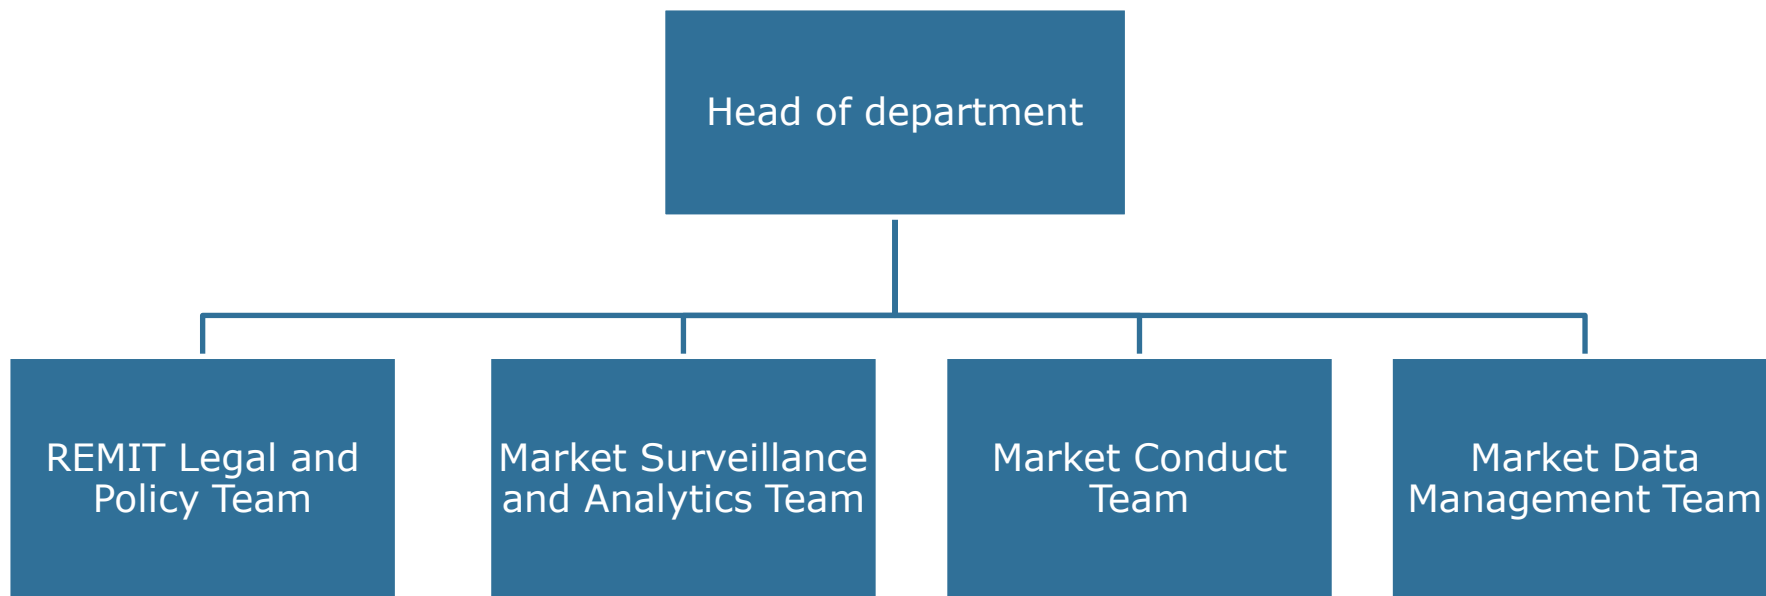 Head of department
REMIT Legal and
Policy Team
Market Surveillance
and Analytics Team
Market Conduct
Team
Market Data
Management Team